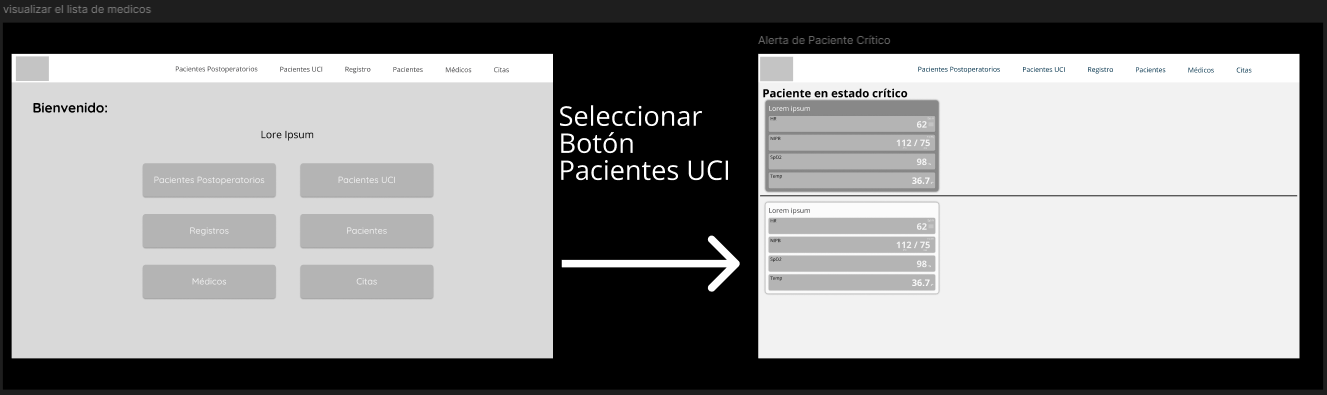 visualizar el lista de medicos
Pacientes Postoperatorios Pacientes UCI Registro Pacientes Médicos Citas
Bienvenido:
Lore Ipsum
Pacientes Postoperatorios Pacientes UCI
Registros Pacientes
Médicos Citas
Seleccionar
Botón
Pacientes UCI
Alerta de Paciente Crítico
Pacientes Postoperatorios Pacientes UCI Registro Pacientes Médicos Citas
Paciente en estado crítico
Lorem ipsum
HR
62
NIPB
112 / 75
SpO2
98
Temp
36.7
Lorem ipsum
HR
62
NIPB
112 / 75
SpO2
98
Temp
36.7